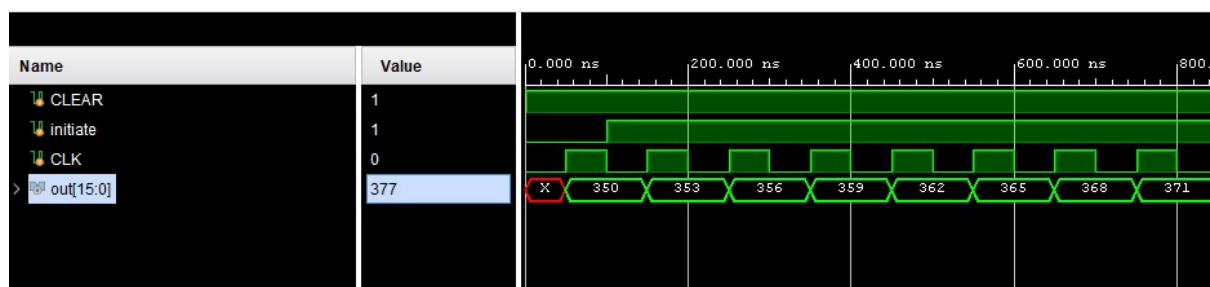 Name Value 0.000 ns 200.000 ns 400.000 ns 600.000 ns 800.
CLEAR 1
initiate 1
CLK 0
> out[15:0] 377 X 350 353 356 359 362 365 368 371